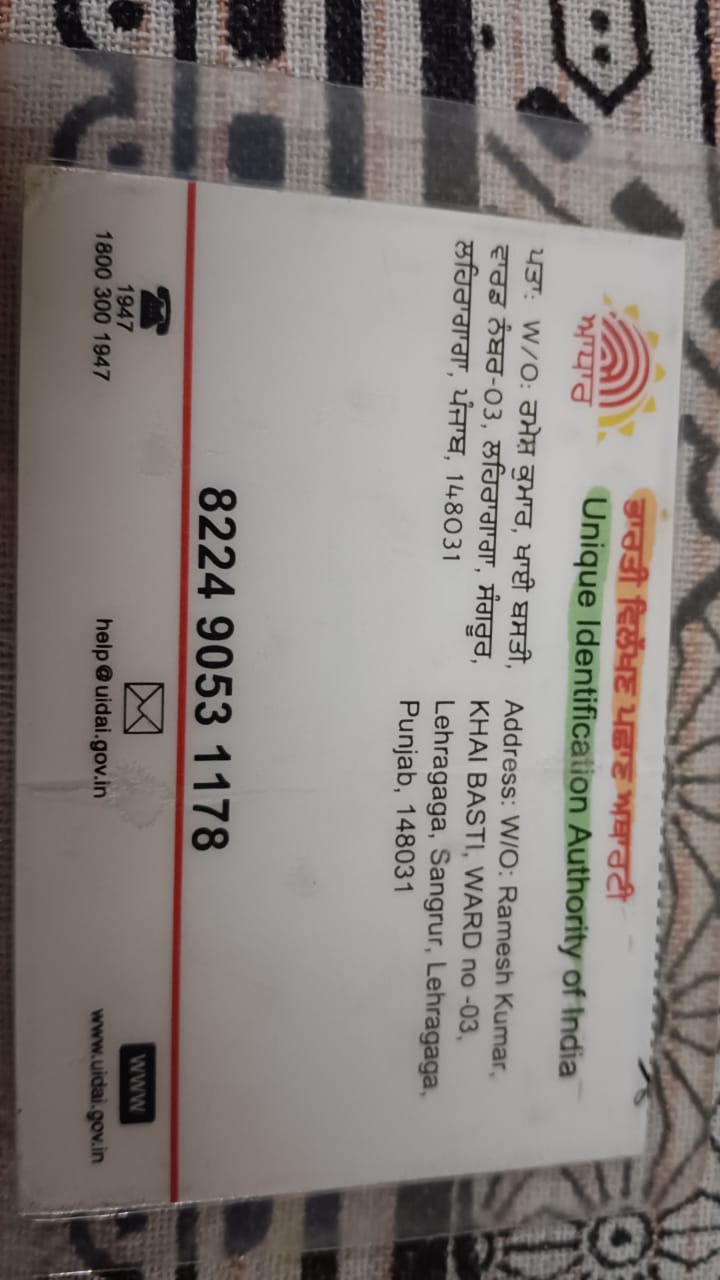 ਭਾਰਤੀ ਵਿਲੱਖਣ ਪਛਾਣ ਅਥਾਰਟੀ
Unique Identification Authority of India
ਆਧਾਰ
ਪਤਾ: W/O: ਰਮੇਸ਼ ਕੁਮਾਰ, ਖਾਈ ਬਸਤੀ,
ਵਾਰਡ ਨੰਬਰ-03, ਲਹਿਰਾਗਾਗਾ, ਸੰਗਰੂਰ,
ਲਹਿਰਾਗਾਗਾ, ਪੰਜਾਬ, 148031
Address: W/O: Ramesh Kumar,
KHAI BASTI, WARD no -03,
Lehragaga, Sangrur, Lehragaga,
Punjab, 148031
8224 9053 1178
1947
1800 300 1947
help@uidai.gov.in
WWW
www.uidai.gov.in